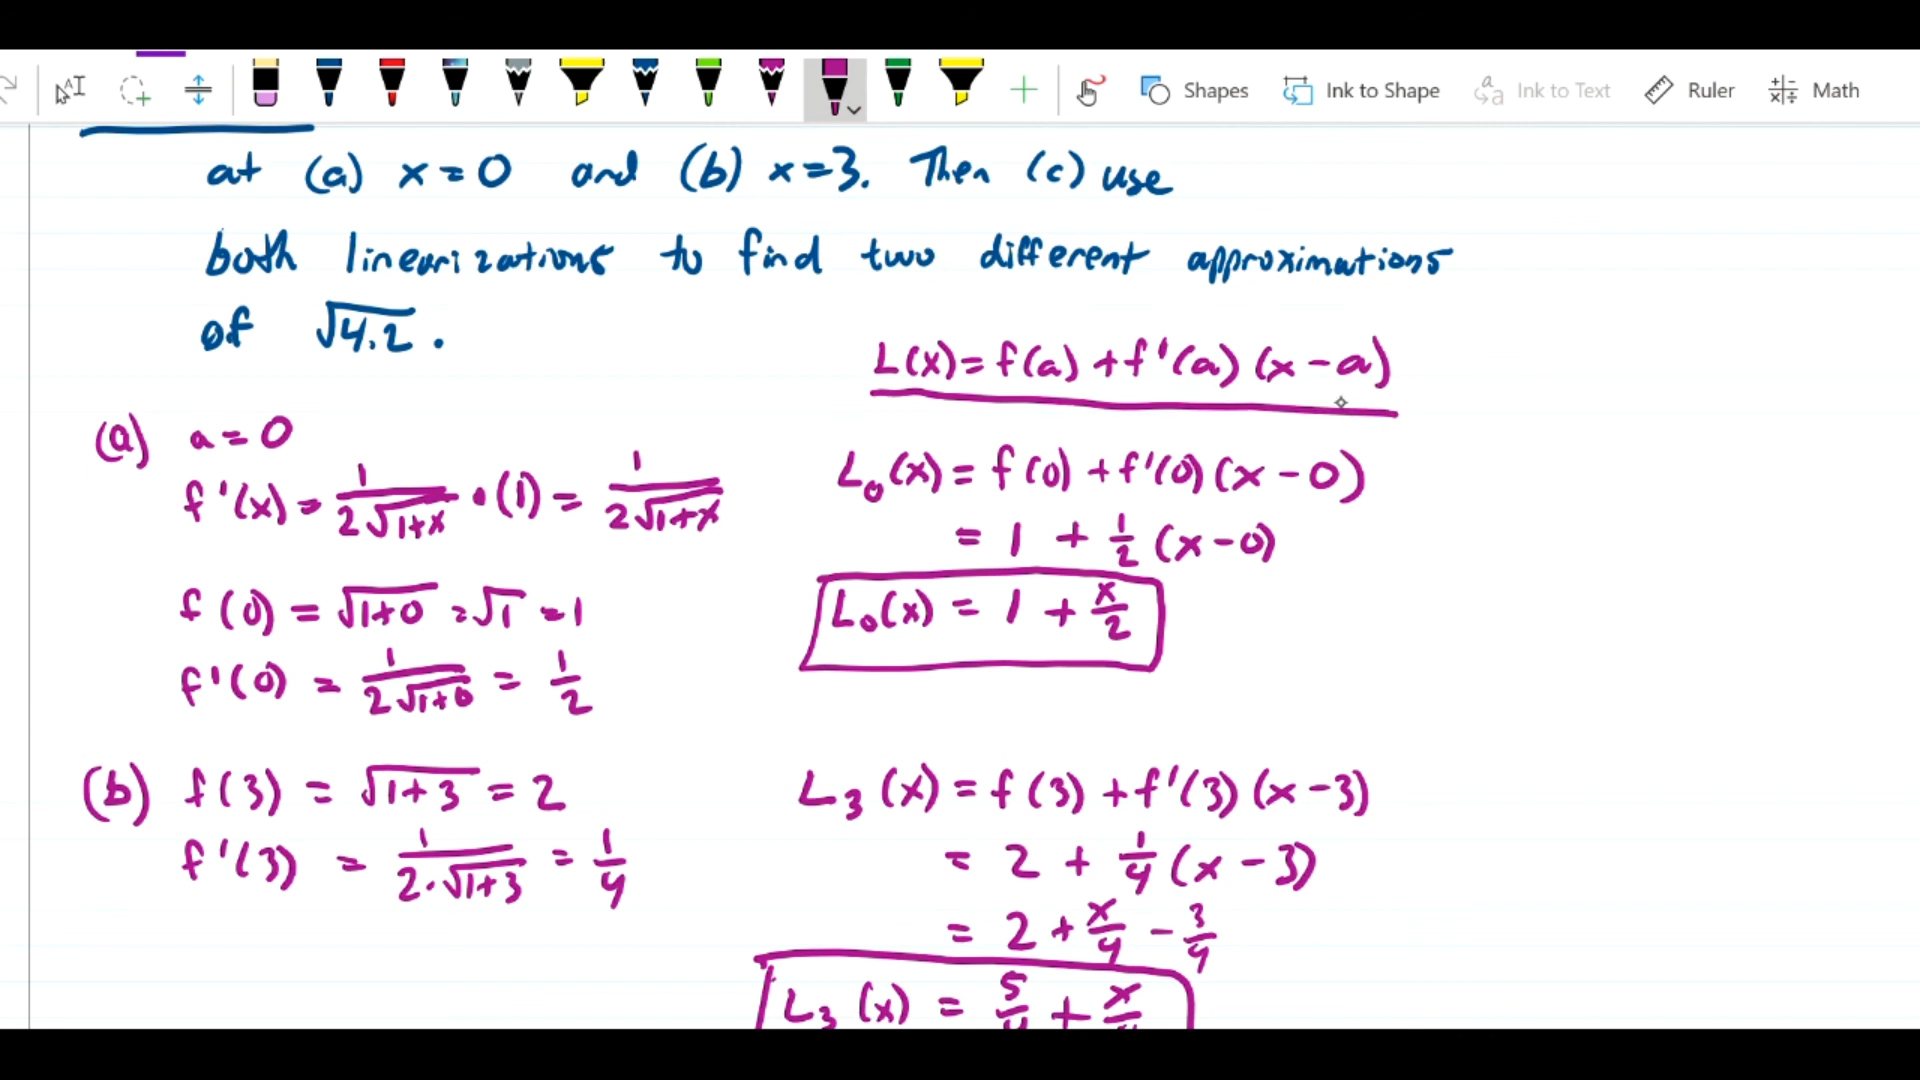 Shapes Ink to Shape Ink to Text Ruler Math
at (a) x = 0 and (b) x = 3. Then (c) use
both linearizations to find two different approximations
of √4.2 .
L(x) = f(a) + f'(a) (x - a)
(a) a = 0
f'(x) = 1/(2√(1+x)) • (1) = 1/(2√(1+x))
f(0) = √(1+0) = √1 = 1
f'(0) = 1/(2√(1+0)) = 1/2
L₀(x) = f(0) + f'(0) (x - 0)
= 1 + 1/2 (x - 0)
L₀(x) = 1 + x/2
(b) f(3) = √(1+3) = 2
f'(3) = 1/(2·√(1+3)) = 1/4
L₃(x) = f(3) + f'(3) (x - 3)
= 2 + 1/4 (x - 3)
= 2 + x/4 - 3/4
L₃(x) = 5/4 + x/4